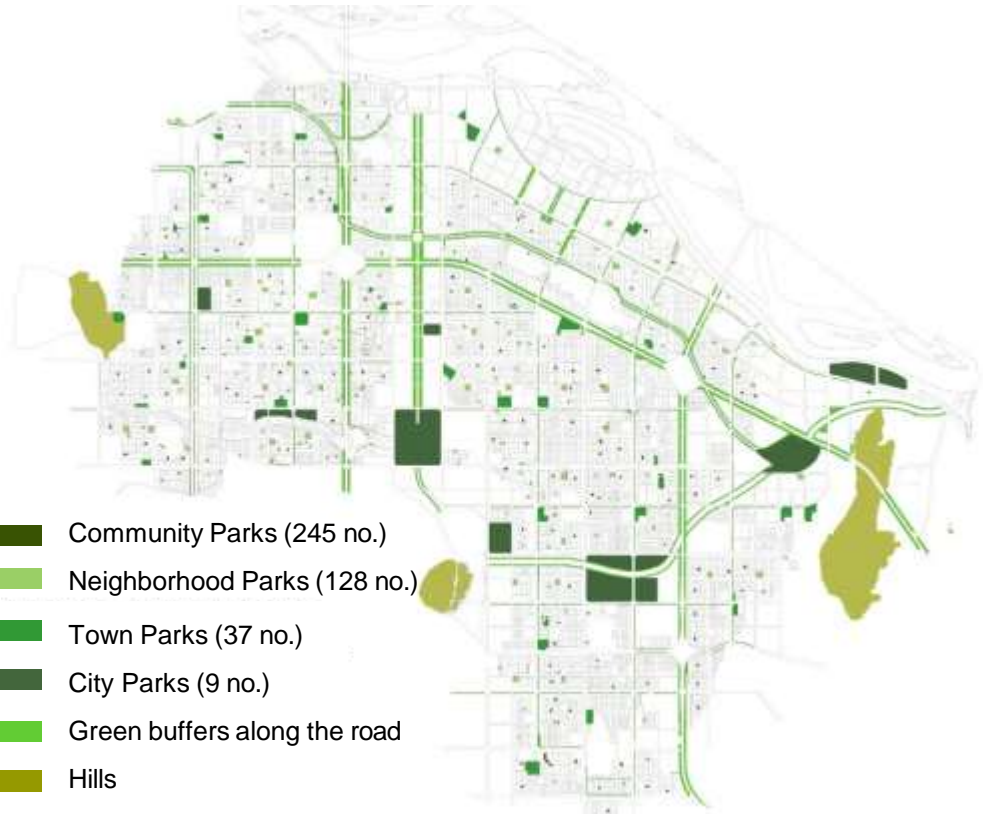 Community Parks (245 no.)
Neighborhood Parks (128 no.)
Town Parks (37 no.)
City Parks (9 no.)
Green buffers along the road
Hills